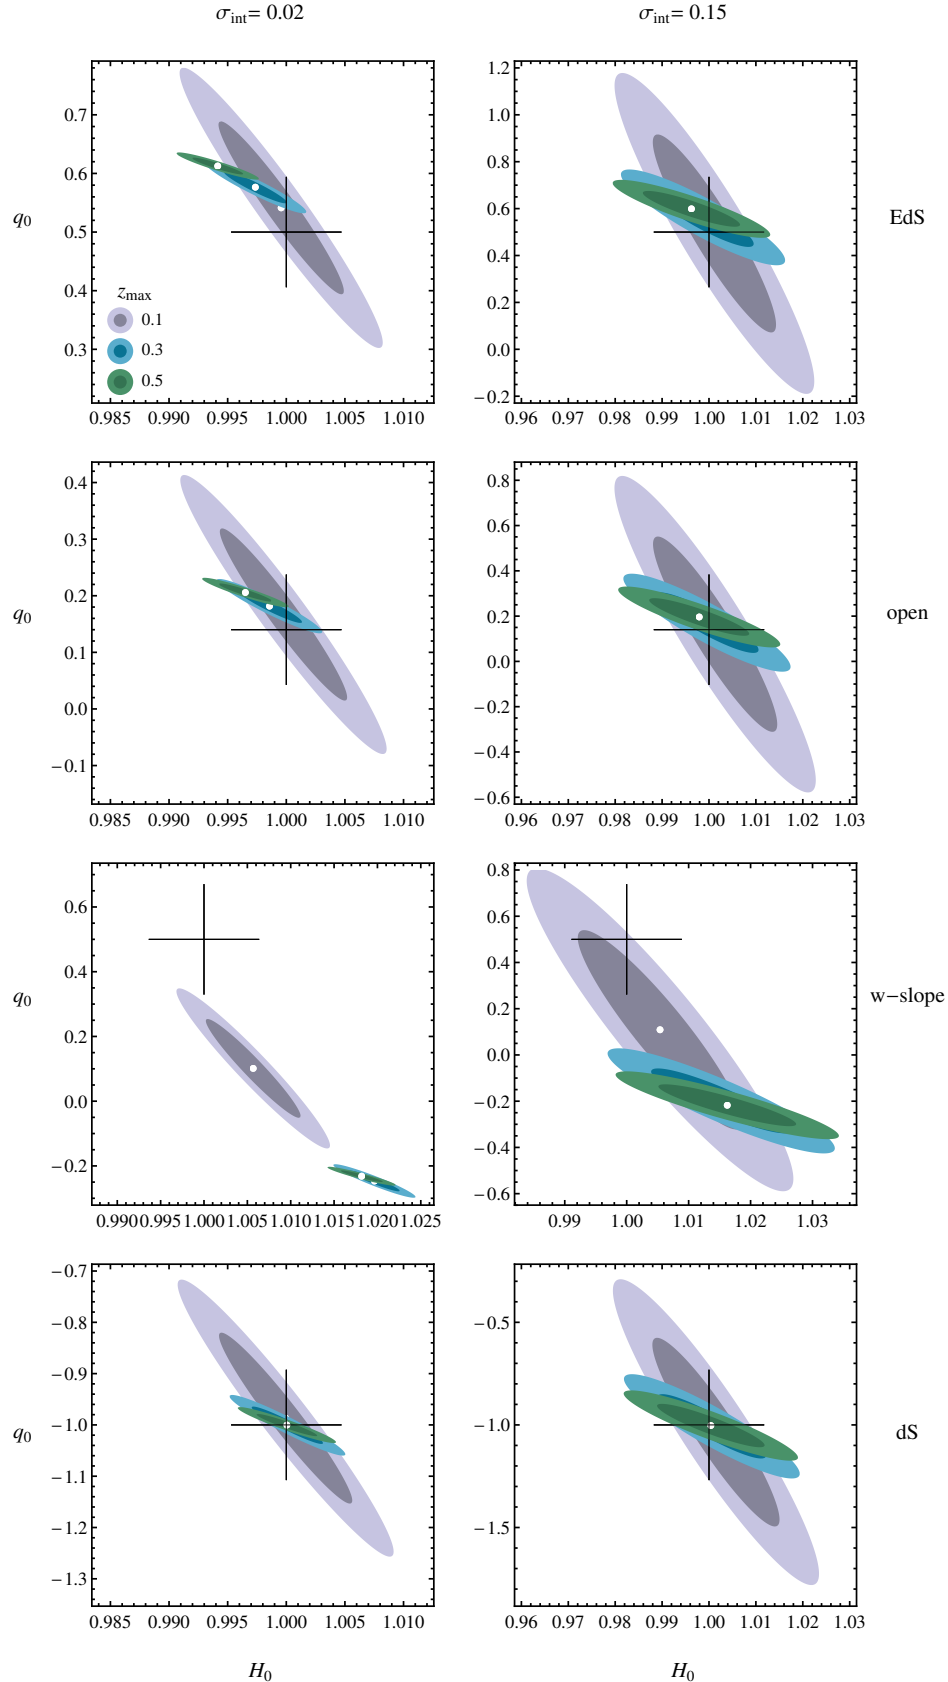 σint= 0.02 σint= 0.15
0.7
0.6
0.5
0.4
0.3
q0
zmax
0.1
0.3
0.5
0.985 0.990 0.995 1.000 1.005 1.010
1.2
1.0
0.8
0.6
0.4
0.2
0.0
−0.2
0.96 0.97 0.98 0.99 1.00 1.01 1.02 1.03
EdS
0.4
0.3
0.2
0.1
0.0
−0.1
q0
0.985 0.990 0.995 1.000 1.005 1.010
0.8
0.6
0.4
0.2
0.0
−0.2
−0.4
−0.6
0.96 0.97 0.98 0.99 1.00 1.01 1.02 1.03
open
0.6
0.4
0.2
0.0
−0.2
q0
0.990 0.995 1.000 1.005 1.010 1.015 1.020 1.025
0.8
0.6
0.4
0.2
0.0
−0.2
−0.4
−0.6
0.99 1.00 1.01 1.02 1.03
w−slope
−0.7
−0.8
−0.9
−1.0
−1.1
−1.2
−1.3
q0
0.985 0.990 0.995 1.000 1.005 1.010
−0.5
−1.0
−1.5
0.96 0.97 0.98 0.99 1.00 1.01 1.02 1.03
dS
H0 H0